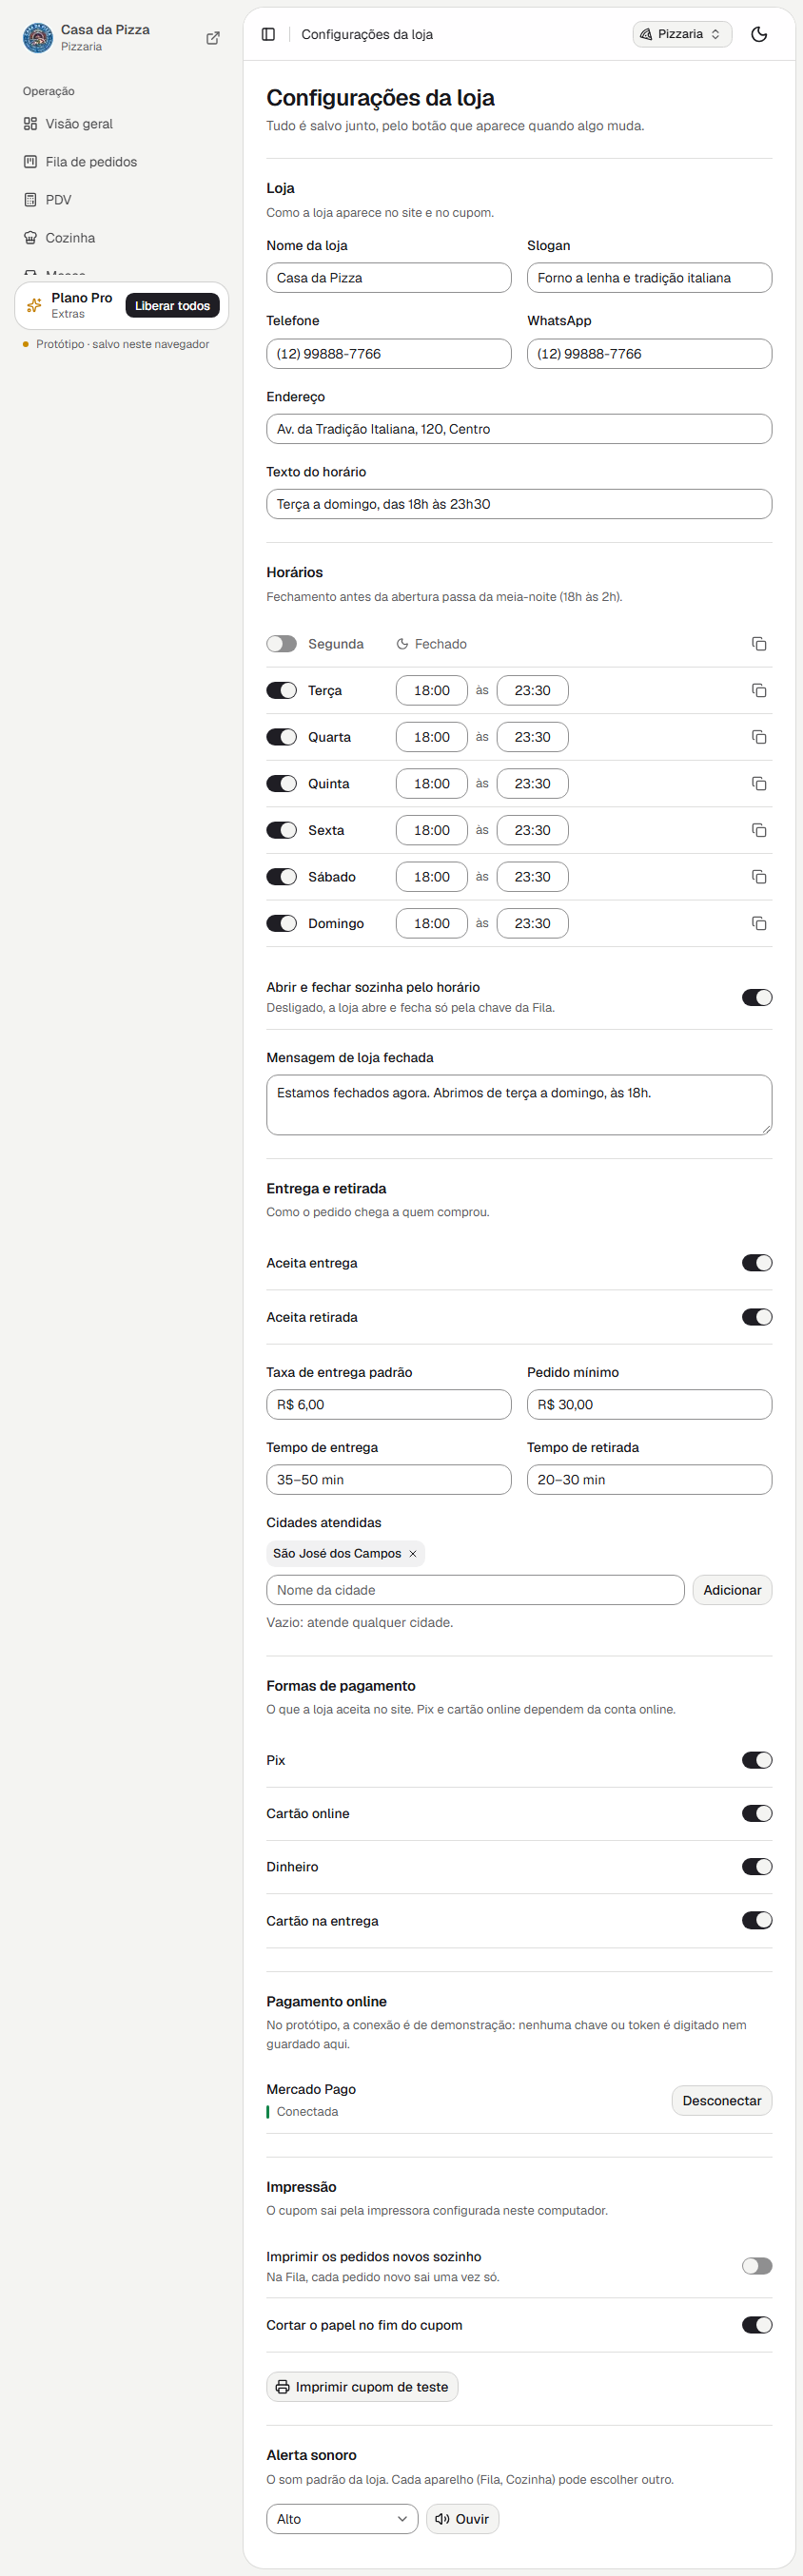 Casa da Pizza
Pizzaria
Operação
Visão geral
Fila de pedidos
PDV
Cozinha
Plano Pro
Extras
Liberar todos
Protótipo · salvo neste navegador
Configurações da loja
Pizzaria
Configurações da loja
Tudo é salvo junto, pelo botão que aparece quando algo muda.
Loja
Como a loja aparece no site e no cupom.
Nome da loja
Slogan
Casa da Pizza
Forno a lenha e tradição italiana
Telefone
WhatsApp
(12) 99888-7766
(12) 99888-7766
Endereço
Av. da Tradição Italiana, 120, Centro
Texto do horário
Terça a domingo, das 18h às 23h30
Horários
Fechamento antes da abertura passa da meia-noite (18h às 2h).
Segunda
Fechado
Terça 18:00 às 23:30
Quarta 18:00 às 23:30
Quinta 18:00 às 23:30
Sexta 18:00 às 23:30
Sábado 18:00 às 23:30
Domingo 18:00 às 23:30
Abrir e fechar sozinha pelo horário
Desligado, a loja abre e fecha só pela chave da Fila.
Mensagem de loja fechada
Estamos fechados agora. Abrimos de terça a domingo, às 18h.
Entrega e retirada
Como o pedido chega a quem comprou.
Aceita entrega
Aceita retirada
Taxa de entrega padrão
Pedido mínimo
R$ 6,00
R$ 30,00
Tempo de entrega
Tempo de retirada
35–50 min
20–30 min
Cidades atendidas
São José dos Campos ×
Nome da cidade
Adicionar
Vazio: atende qualquer cidade.
Formas de pagamento
O que a loja aceita no site. Pix e cartão online dependem da conta online.
Pix
Cartão online
Dinheiro
Cartão na entrega
Pagamento online
No protótipo, a conexão é de demonstração: nenhuma chave ou token é digitado nem
guardado aqui.
Mercado Pago
Conectada
Desconectar
Impressão
O cupom sai pela impressora configurada neste computador.
Imprimir os pedidos novos sozinho
Na Fila, cada pedido novo sai uma vez só.
Cortar o papel no fim do cupom
Imprimir cupom de teste
Alerta sonoro
O som padrão da loja. Cada aparelho (Fila, Cozinha) pode escolher outro.
Alto
Ouvir